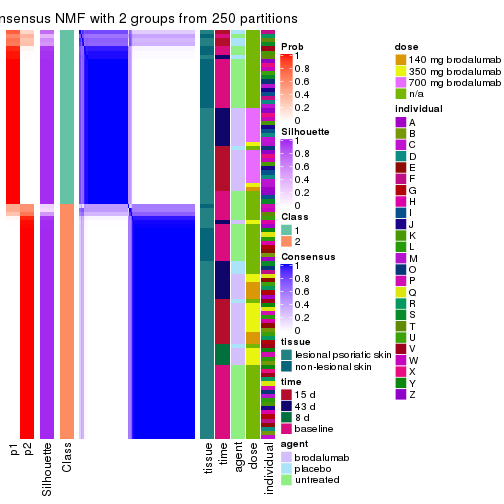 nsensus NMF with 2 groups from 250 partitions
Prob
1
0.8
0.6
0.4
0.2
0
Silhouette
1
0.8
0.6
0.4
0.2
0
Class
1
2
Consensus
1
0.8
0.6
0.4
0.2
0
tissue
lesional psoriatic skin
non-lesional skin
time
15 d
43 d
8 d
baseline
agent
brodalumab
placebo
untreated
dose
140 mg brodalumab
350 mg brodalumab
700 mg brodalumab
n/a
individual
A
B
C
D
E
F
G
H
I
J
K
L
M
O
P
Q
R
S
T
U
V
W
X
Y
Z
p1
p2
Silhouette
Class
tissue
time
agent
dose
individual